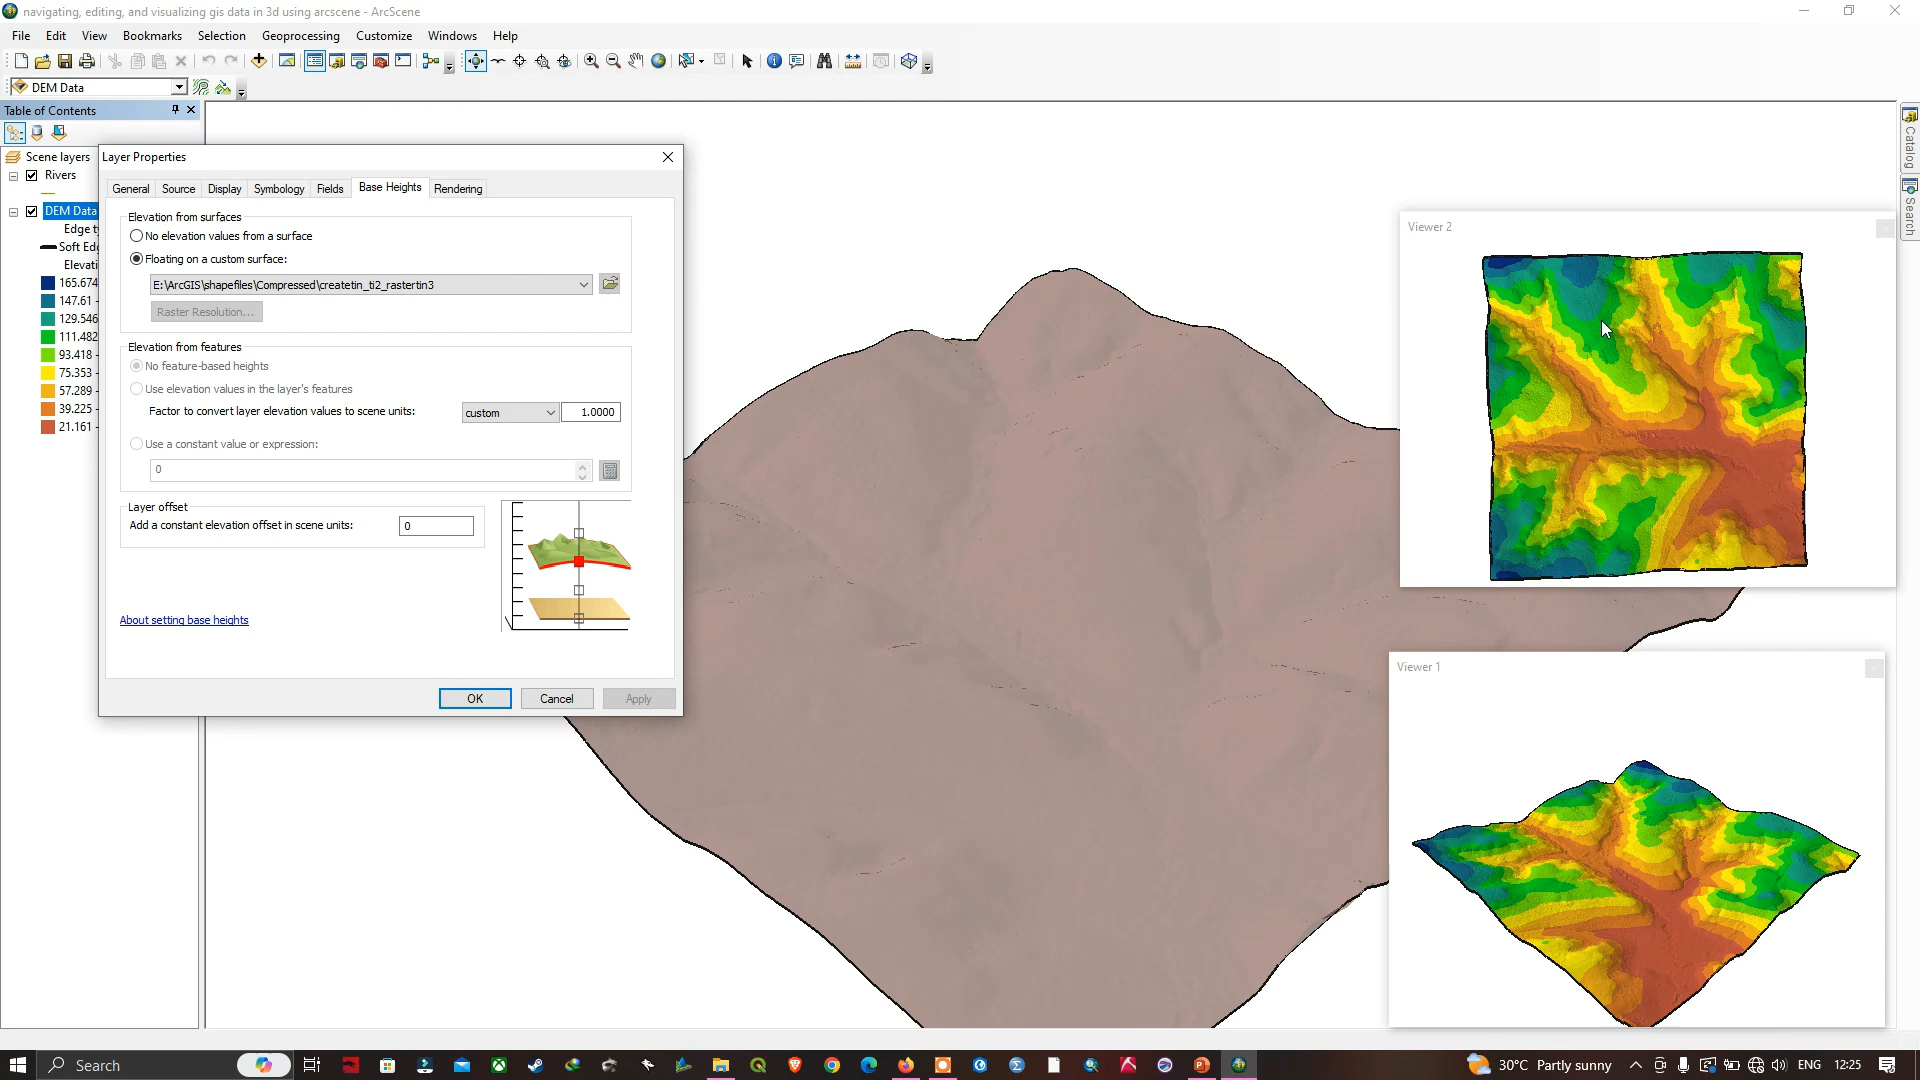 navigating, editing, and visualizing gis data in 3d using arcscene - ArcScene
File Edit View Bookmarks Selection Geoprocessing Customize Windows Help
DEM Data
Table of Contents
Scene layers
Rivers
DEM Data
Edge ty
Soft Edg
Elevati
165.674
147.61
129.546
111.482
93.418 -
75.353 -
57.289 -
39.225 -
21.161 -
Layer Properties
General Source Display Symbology Fields Base Heights Rendering
Elevation from surfaces
No elevation values from a surface
Floating on a custom surface:
E:\ArcGIS\shapefiles\Compressed\createtin_ti2_rastertin3
Raster Resolution...
Elevation from features
No feature-based heights
Use elevation values in the layer's features
Factor to convert layer elevation values to scene units: custom 1.0000
Use a constant value or expression:
0
Layer offset
Add a constant elevation offset in scene units: 0
About setting base heights
OK Cancel Apply
Viewer 2
Viewer 1
Catalog
Search
Search
30°C Partly sunny
ENG 12:25